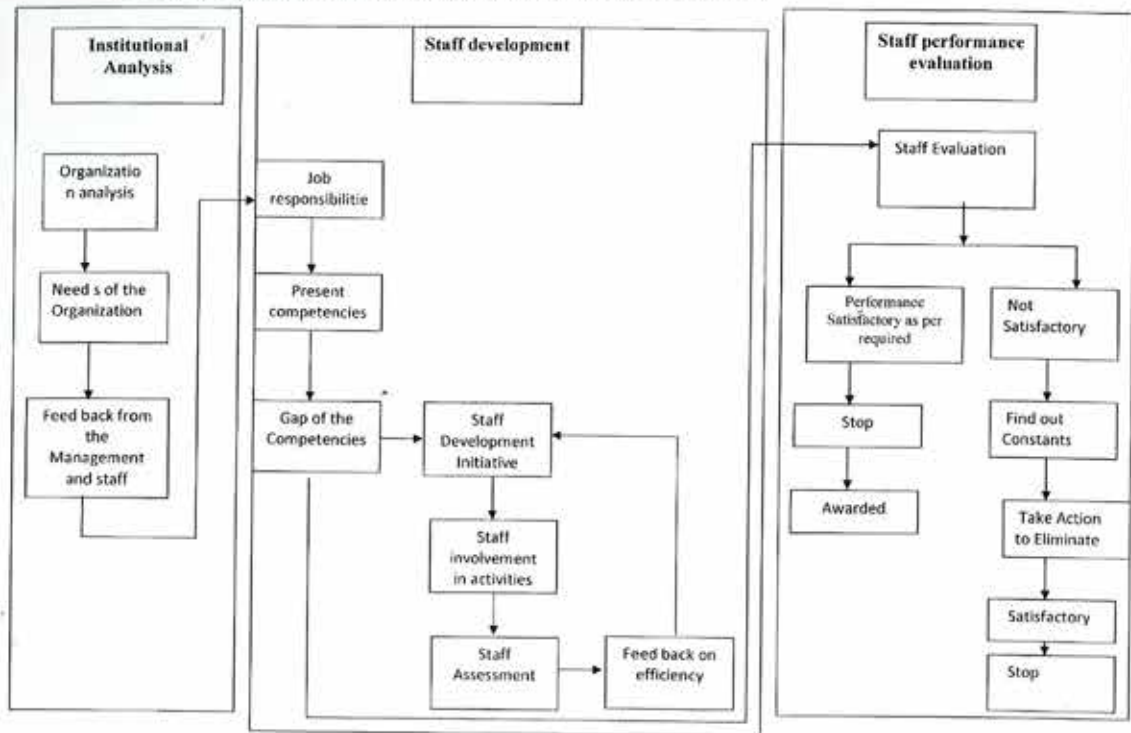 Institutional
Analysis
Organizatio
n analysis
Need s of the
Organization
Feed back from
the
Management
and staff
Staff development
Job
responsibilitie
Present
competencies
Gap of the
Competencies
Staff
Development
Initiative
Staff
involvement
in activities
Staff
Assessment
Feed back on
efficiency
Staff performance
evaluation
Staff Evaluation
Performance
Satisfactory as per
required
Stop
Awarded
Not
Satisfactory
Find out
Constants
Take Action
to Eliminate
Satisfactory
Stop